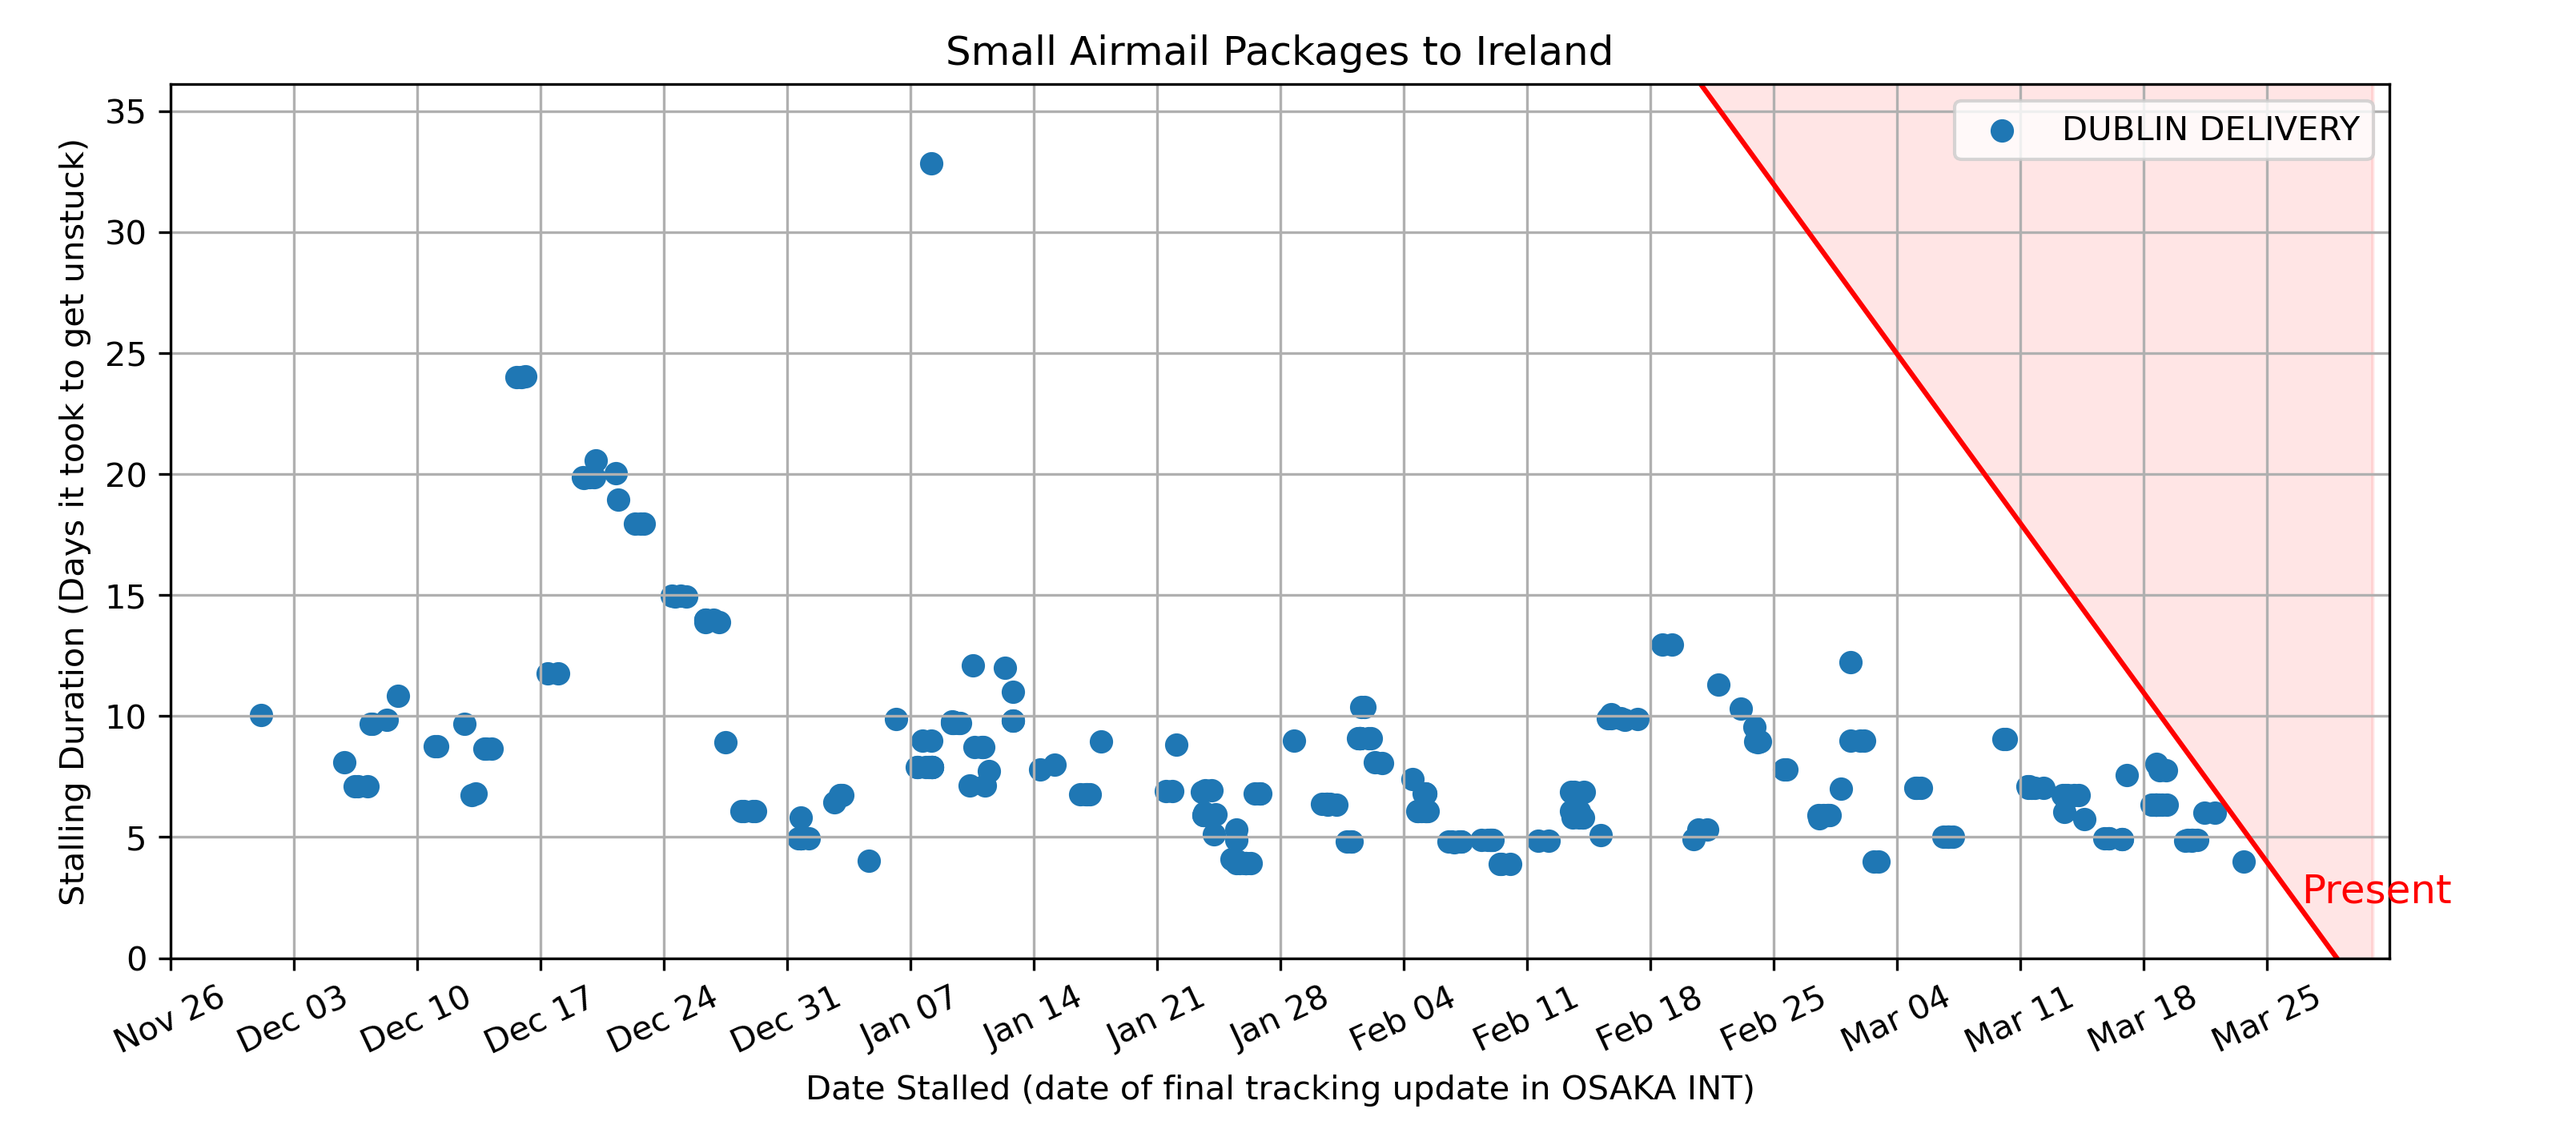 Small Airmail Packages to Ireland
DUBLIN DELIVERY
Stalling Duration (Days it took to get unstuck)
35
30
25
20
15
10
5
0
Present
Nov 26
Dec 03
Dec 10
Dec 17
Dec 24
Dec 31
Jan 07
Jan 14
Jan 21
Jan 28
Feb 04
Feb 11
Feb 18
Feb 25
Mar 04
Mar 11
Mar 18
Mar 25
Date Stalled (date of final tracking update in OSAKA INT)